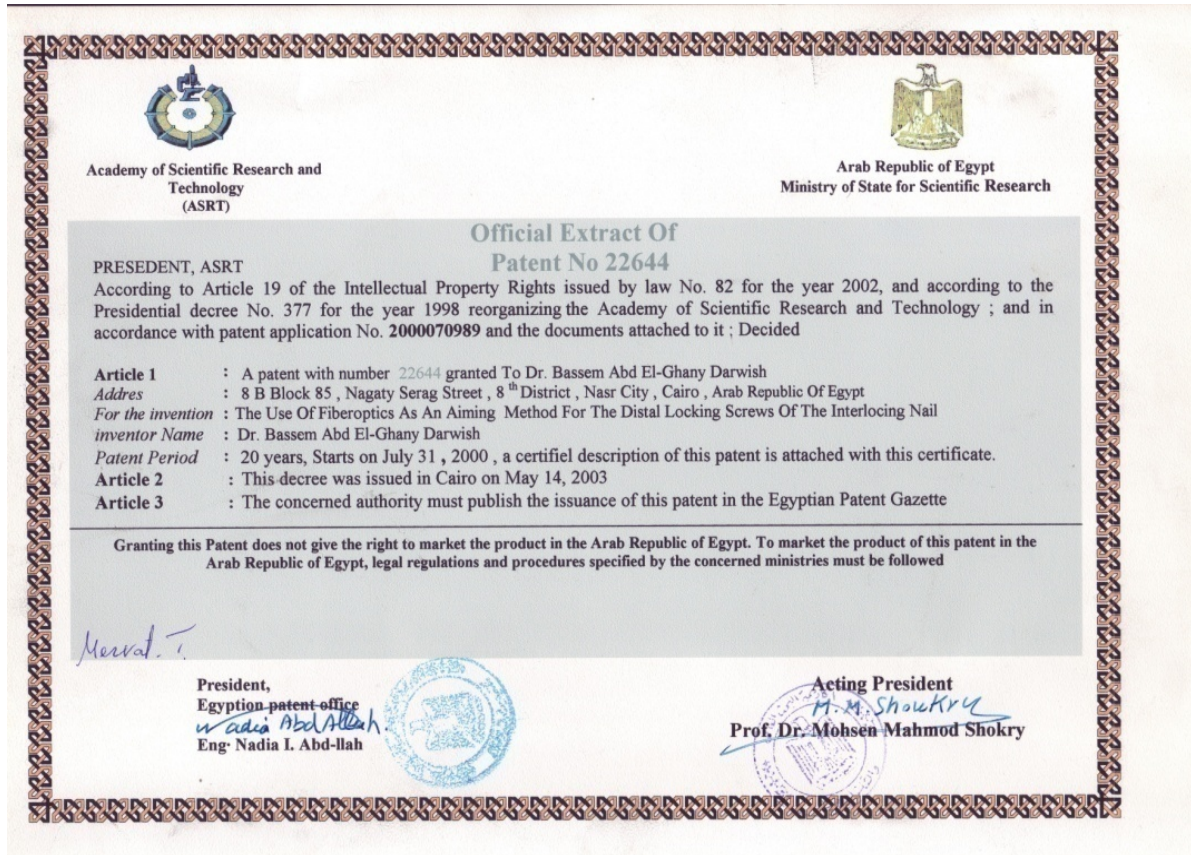 Academy of Scientific Research and
Technology
(ASRT)
Arab Republic of Egypt
Ministry of State for Scientific Research
Official Extract Of
Patent No 22644
PRESEDENT, ASRT
According to Article 19 of the Intellectual Property Rights issued by law No. 82 for the year 2002, and according to the
Presidential decree No. 377 for the year 1998 reorganizing the Academy of Scientific Research and Technology ; and in
accordance with patent application No. 2000070989 and the documents attached to it ; Decided
Article 1 : A patent with number 22644 granted To Dr. Bassem Abd El-Ghany Darwish
Addres : 8 B Block 85 , Nagaty Serag Street , 8 th District , Nasr City , Cairo , Arab Republic Of Egypt
For the invention : The Use Of Fiberoptics As An Aiming Method For The Distal Locking Screws Of The Interlocing Nail
inventor Name : Dr. Bassem Abd El-Ghany Darwish
Patent Period : 20 years, Starts on July 31 , 2000 , a certifiel description of this patent is attached with this certificate.
Article 2 : This decree was issued in Cairo on May 14, 2003
Article 3 : The concerned authority must publish the issuance of this patent in the Egyptian Patent Gazette
Granting this Patent does not give the right to market the product in the Arab Republic of Egypt. To market the product of this patent in the
Arab Republic of Egypt, legal regulations and procedures specified by the concerned ministries must be followed
Mervat. T.
President,
Egyption patent office
Nadia AbdAllah.
Eng. Nadia I. Abd-llah
Acting President
M. M. Shoukry
Prof. Dr. Mohsen Mahmod Shokry